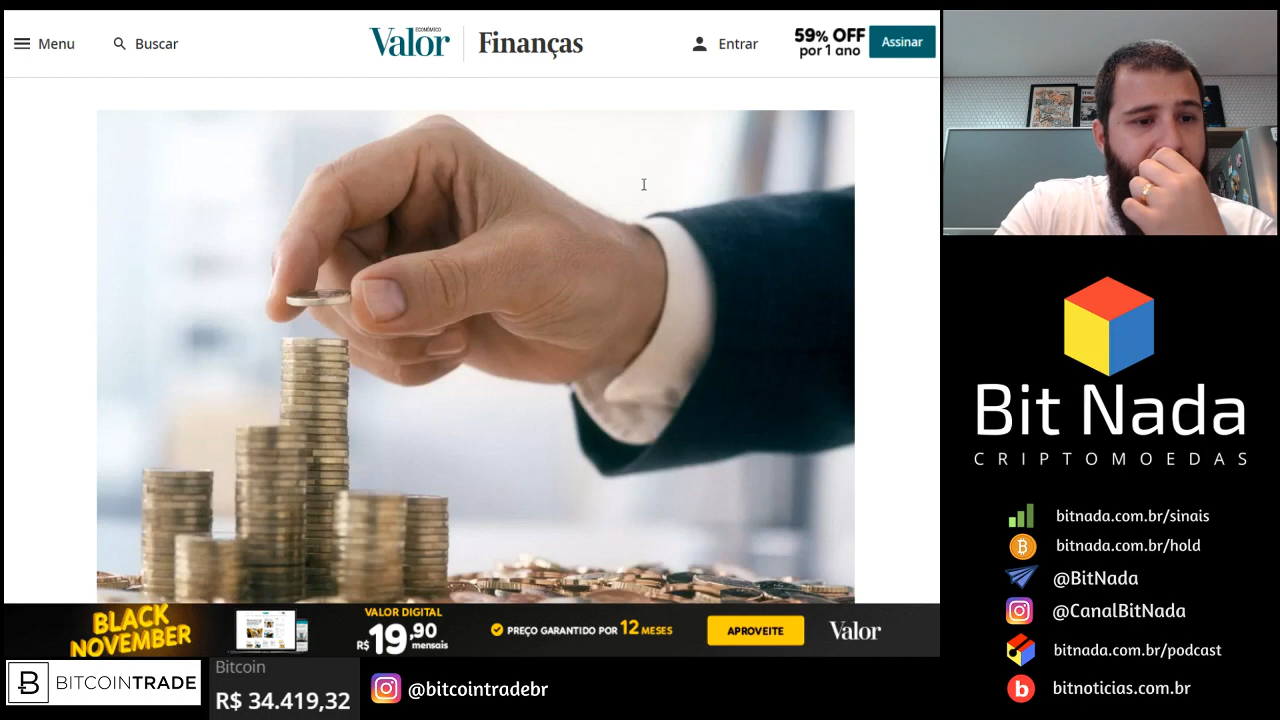 Menu
Buscar
ECONÔMICO
Valor
Finanças
Entrar
59% OFF
por 1 ano
Assinar
Bit Nada
CRIPTOMOEDAS
bitnada.com.br/sinais
bitnada.com.br/hold
@BitNada
@CanalBitNada
bitnada.com.br/podcast
bitnoticias.com.br
BLACK
NOVEMBER
VALOR DIGITAL
R$ 19,90
mensais
PREÇO GARANTIDO POR 12 MESES
APROVEITE
Valor
BITCOINTRADE
Bitcoin
R$ 34.419,32
@bitcointradebr